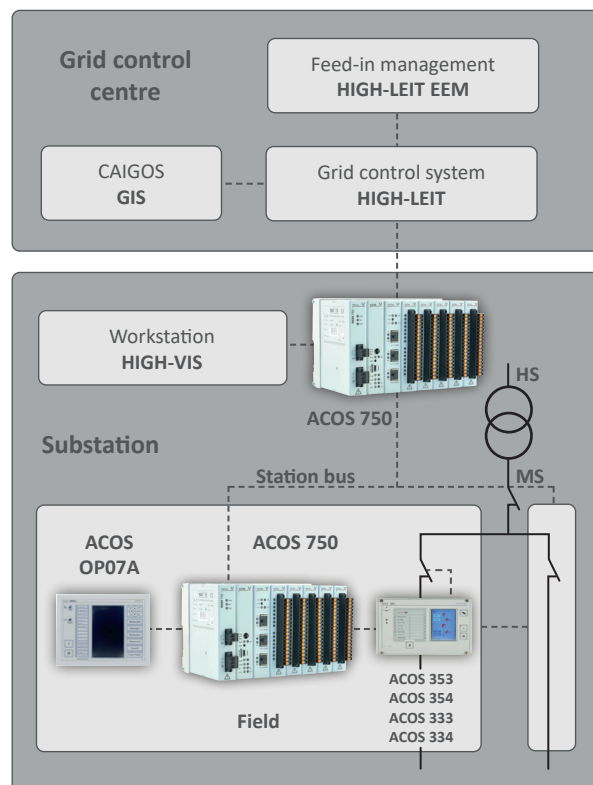 Grid control
centre
Feed-in management
HIGH-LEIT EEM
CAIGOS
GIS
Grid control system
HIGH-LEIT
Workstation
HIGH-VIS
ACOS 750
HS
Substation
Station bus
MS
ACOS
OP07A
ACOS 750
ACOS 353
ACOS 354
ACOS 333
ACOS 334
Field